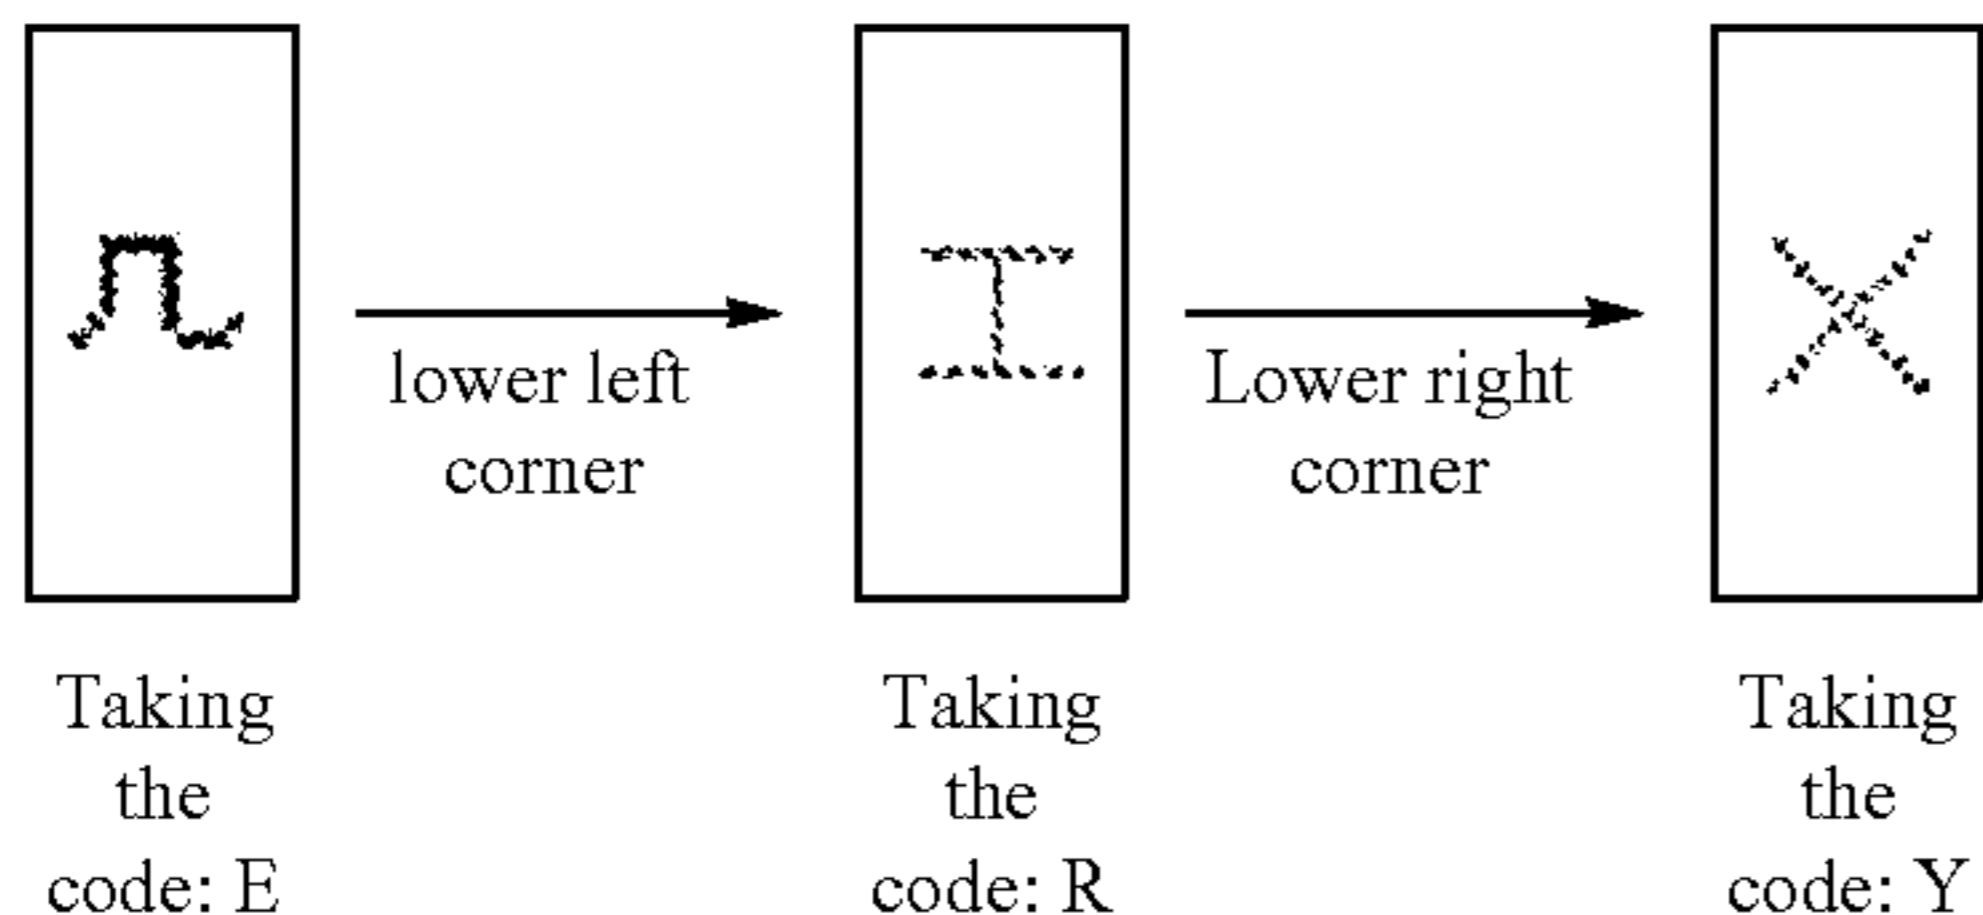 lower left
corner
Lower right
corner
Taking
the
code: E
Taking
the
code: R
Taking
the
code: Y